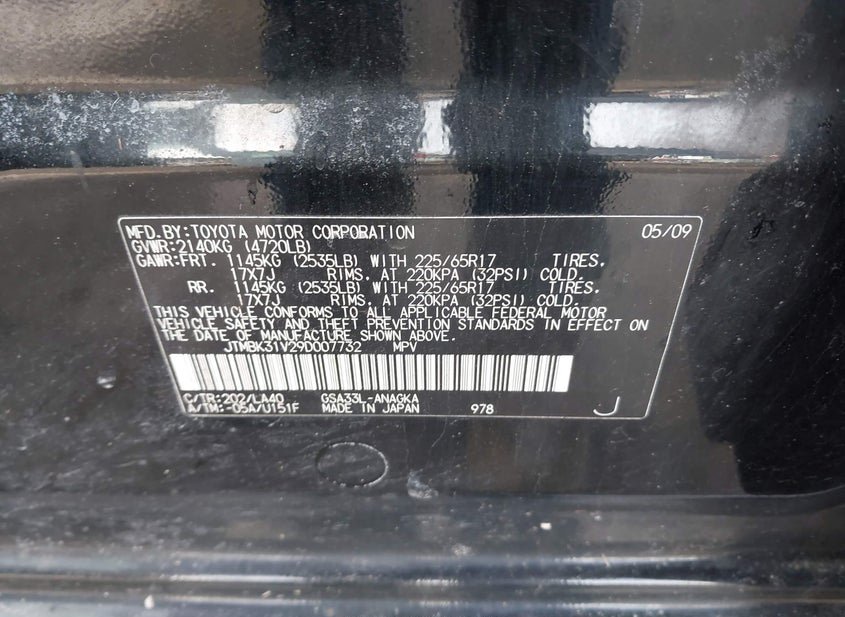 MFD.BY:TOYOTA MOTOR CORPORATION 05/09
GVWR:2140KG (4720LB)
GAWR:FRT. 1145KG (2535LB) WITH 225/65R17 TIRES,
17X7J RIMS, AT 220KPA (32PSI) COLD.
RR. 1145KG (2535LB) WITH 225/65R17 TIRES,
17X7J RIMS, AT 220KPA (32PSI) COLD.
THIS VEHICLE CONFORMS TO ALL APPLICABLE FEDERAL MOTOR
VEHICLE SAFETY AND THEFT PREVENTION STANDARDS IN EFFECT ON
THE DATE OF MANUFACTURE SHOWN ABOVE.
JTMBK31V29D007732 MPV
C/TR:202/LA40 GSA33L-ANAGKA
A/TM:-05A/U151F MADE IN JAPAN 978 J